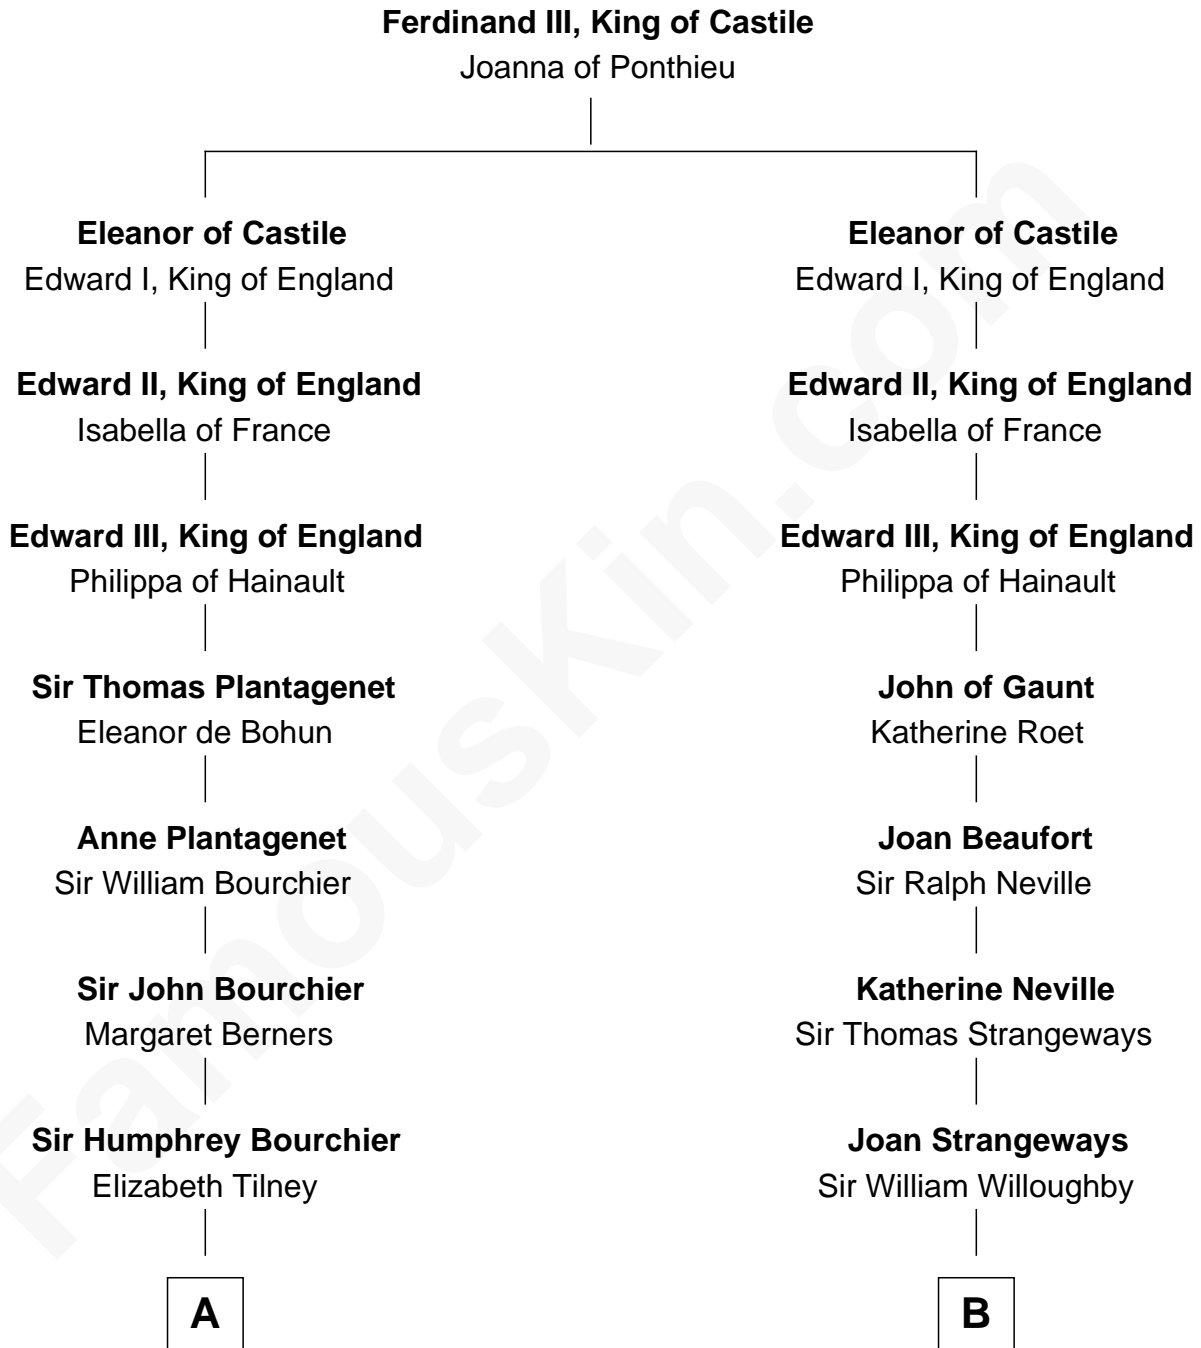 Ferdinand III, King of Castile
Joanna of Ponthieu
Eleanor of Castile
Edward I, King of England
Edward II, King of England
Isabella of France
Edward III, King of England
Philippa of Hainault
Sir Thomas Plantagenet
Eleanor de Bohun
Anne Plantagenet
Sir William Bourchier
Sir John Bourchier
Margaret Berners
Sir Humphrey Bourchier
Elizabeth Tilney
A
Eleanor of Castile
Edward I, King of England
Edward II, King of England
Isabella of France
Edward III, King of England
Philippa of Hainault
John of Gaunt
Katherine Roet
Joan Beaufort
Sir Ralph Neville
Katherine Neville
Sir Thomas Strangeways
Joan Strangeways
Sir William Willoughby
B
FamousKin.com